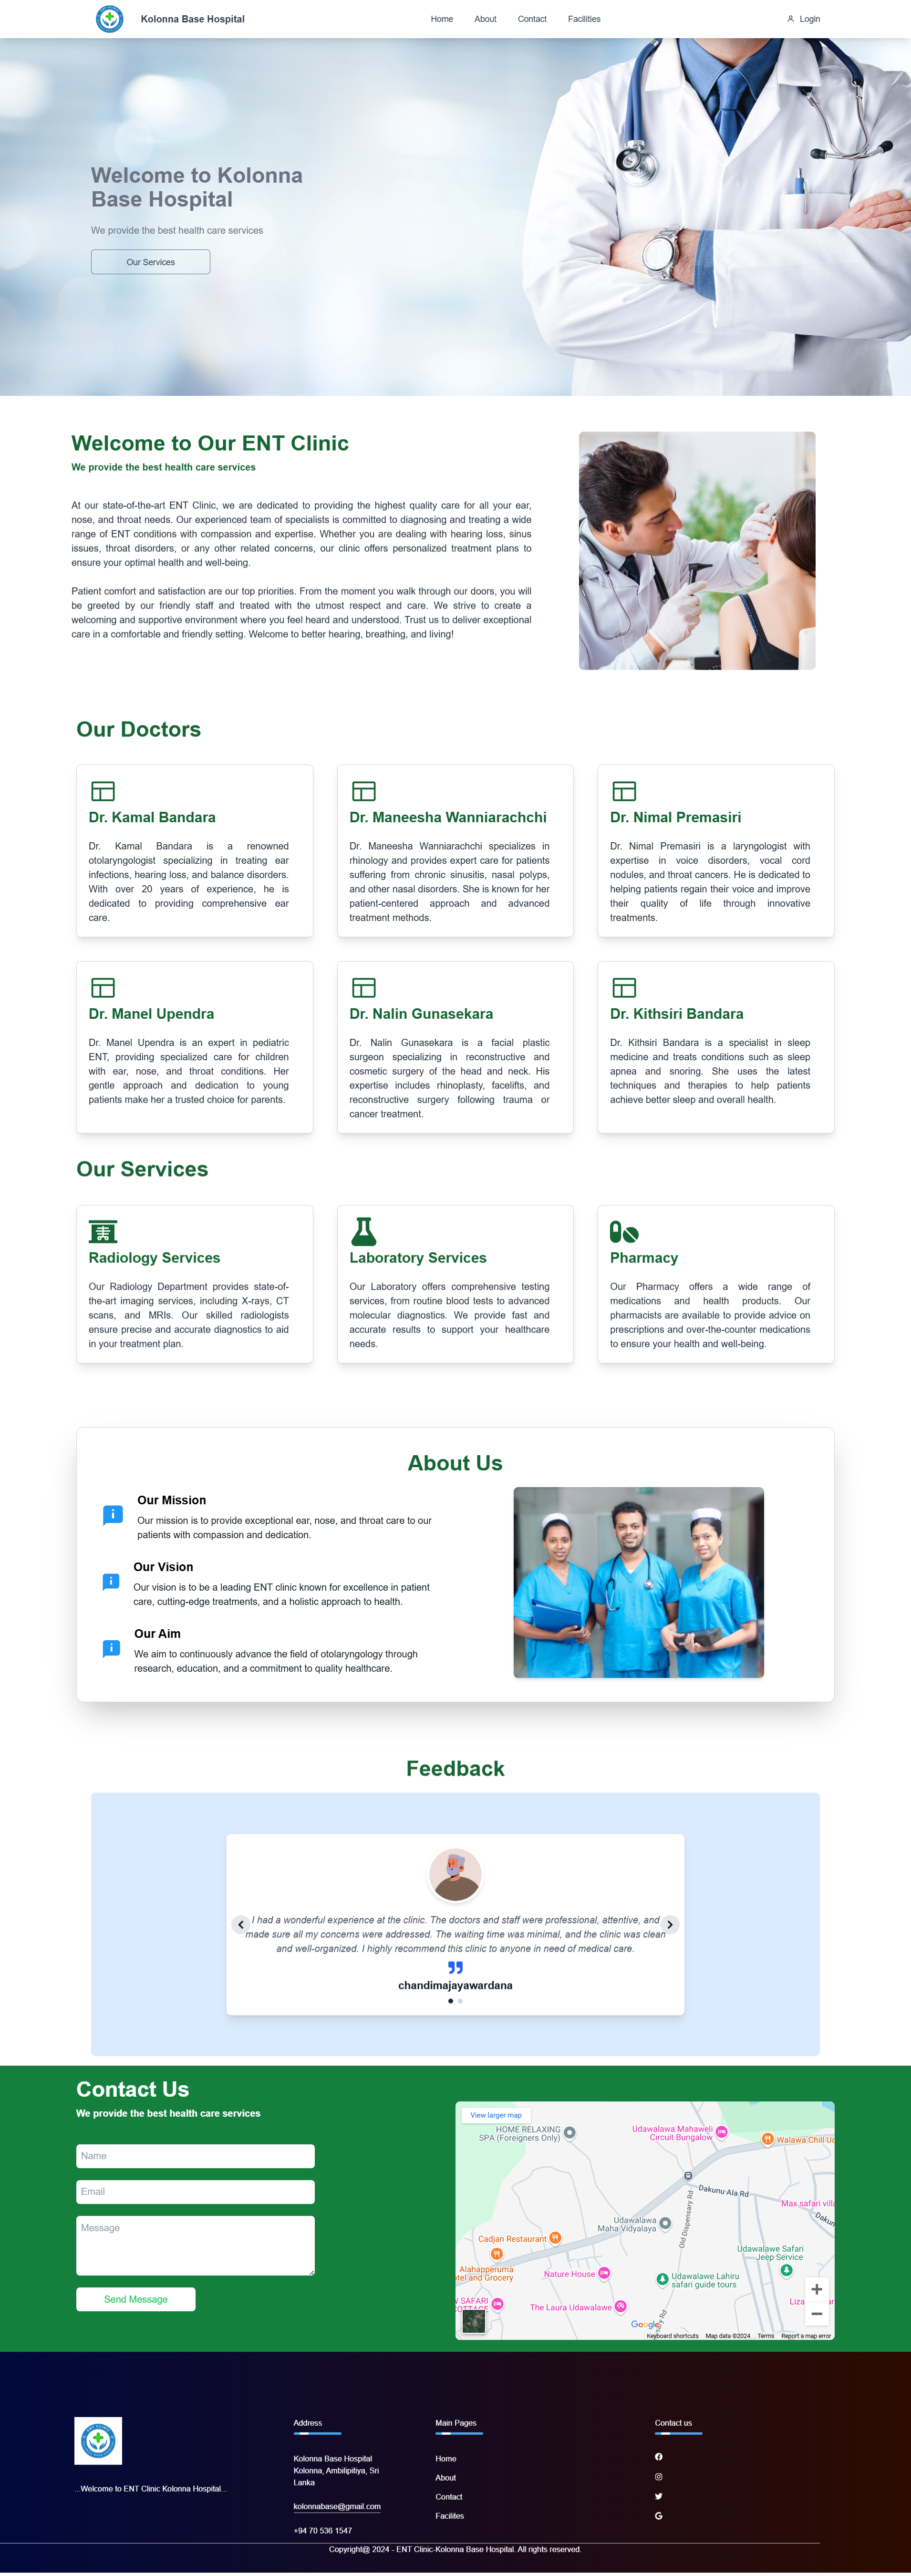 Kolonna Base Hospital
Home
About
Contact
Facilities
Login
Welcome to Kolonna
Base Hospital
We provide the best health care services
Our Services
Welcome to Our ENT Clinic
We provide the best health care services
At our state-of-the-art ENT Clinic, we are dedicated to providing the highest quality care for all your ear,
nose, and throat needs. Our experienced team of specialists is committed to diagnosing and treating a wide
range of ENT conditions with compassion and expertise. Whether you are dealing with hearing loss, sinus
issues, throat disorders, or any other related concerns, our clinic offers personalized treatment plans to
ensure your optimal health and well-being.
Patient comfort and satisfaction are our top priorities. From the moment you walk through our doors, you will
be greeted by our friendly staff and treated with the utmost respect and care. We strive to create a
welcoming and supportive environment where you feel heard and understood. Trust us to deliver exceptional
care in a comfortable and friendly setting. Welcome to better hearing, breathing, and living!
Our Doctors
Dr. Kamal Bandara
Dr. Kamal Bandara is a renowned
otolaryngologist specializing in treating ear
infections, hearing loss, and balance disorders.
With over 20 years of experience, he is
dedicated to providing comprehensive ear
care.
Dr. Maneesha Wanniarachchi
Dr. Maneesha Wanniarachchi specializes in
rhinology and provides expert care for patients
suffering from chronic sinusitis, nasal polyps,
and other nasal disorders. She is known for her
patient-centered approach and advanced
treatment methods.
Dr. Nimal Premasiri
Dr. Nimal Premasiri is a laryngologist with
expertise in voice disorders, vocal cord
nodules, and throat cancers. He is dedicated to
helping patients regain their voice and improve
their quality of life through innovative
treatments.
Dr. Manel Upendra
Dr. Manel Upendra is an expert in pediatric
ENT, providing specialized care for children
with ear, nose, and throat conditions. Her
gentle approach and dedication to young
patients make her a trusted choice for parents.
Dr. Nalin Gunasekara
Dr. Nalin Gunasekara is a facial plastic
surgeon specializing in reconstructive and
cosmetic surgery of the head and neck. His
expertise includes rhinoplasty, facelifts, and
reconstructive surgery following trauma or
cancer treatment.
Dr. Kithsiri Bandara
Dr. Kithsiri Bandara is a specialist in sleep
medicine and treats conditions such as sleep
apnea and snoring. She uses the latest
techniques and therapies to help patients
achieve better sleep and overall health.
Our Services
Radiology Services
Our Radiology Department provides state-of-
the-art imaging services, including X-rays, CT
scans, and MRIs. Our skilled radiologists
ensure precise and accurate diagnostics to aid
in your treatment plan.
Laboratory Services
Our Laboratory offers comprehensive testing
services, from routine blood tests to advanced
molecular diagnostics. We provide fast and
accurate results to support your healthcare
needs.
Pharmacy
Our Pharmacy offers a wide range of
medications and health products. Our
pharmacists are available to provide advice on
prescriptions and over-the-counter medications
to ensure your health and well-being.
About Us
Our Mission
Our mission is to provide exceptional ear, nose, and throat care to our
patients with compassion and dedication.
Our Vision
Our vision is to be a leading ENT clinic known for excellence in patient
care, cutting-edge treatments, and a holistic approach to health.
Our Aim
We aim to continuously advance the field of otolaryngology through
research, education, and a commitment to quality healthcare.
Feedback
I had a wonderful experience at the clinic. The doctors and staff were professional, attentive, and
made sure all my concerns were addressed. The waiting time was minimal, and the clinic was clean
and well-organized. I highly recommend this clinic to anyone in need of medical care.
chandimajayawardana
Contact Us
We provide the best health care services
Name
Email
Message
Send Message
View larger map
HOME RELAXING
SPA (Foreigners Only)
Udawalawa Mahaweli
Circuit Bungalow
Walawa Chill
Dakunu Ala Rd
Max safari
Old Dispensary Rd
Udawalawa
Maha Vidyalaya
Cadjan Restaurant
Udawalawe Safari
Jeep Service
Alahapperuma
and Grocery
Nature House
Udawalawe Lahiru
safari guide tours
SAFARI
The Laura Udawalawe
Google
Keyboard shortcuts
Map data ©2024
Terms
Report a map error
...Welcome to ENT Clinic Kolonna Hospital...
Address
Kolonna Base Hospital
Kolonna, Ambilipitiya, Sri
Lanka
kolonnabase@gmail.com
+94 70 536 1547
Main Pages
Home
About
Contact
Facilites
Contact us
Copyright@ 2024 - ENT Clinic-Kolonna Base Hospital. All rights reserved.